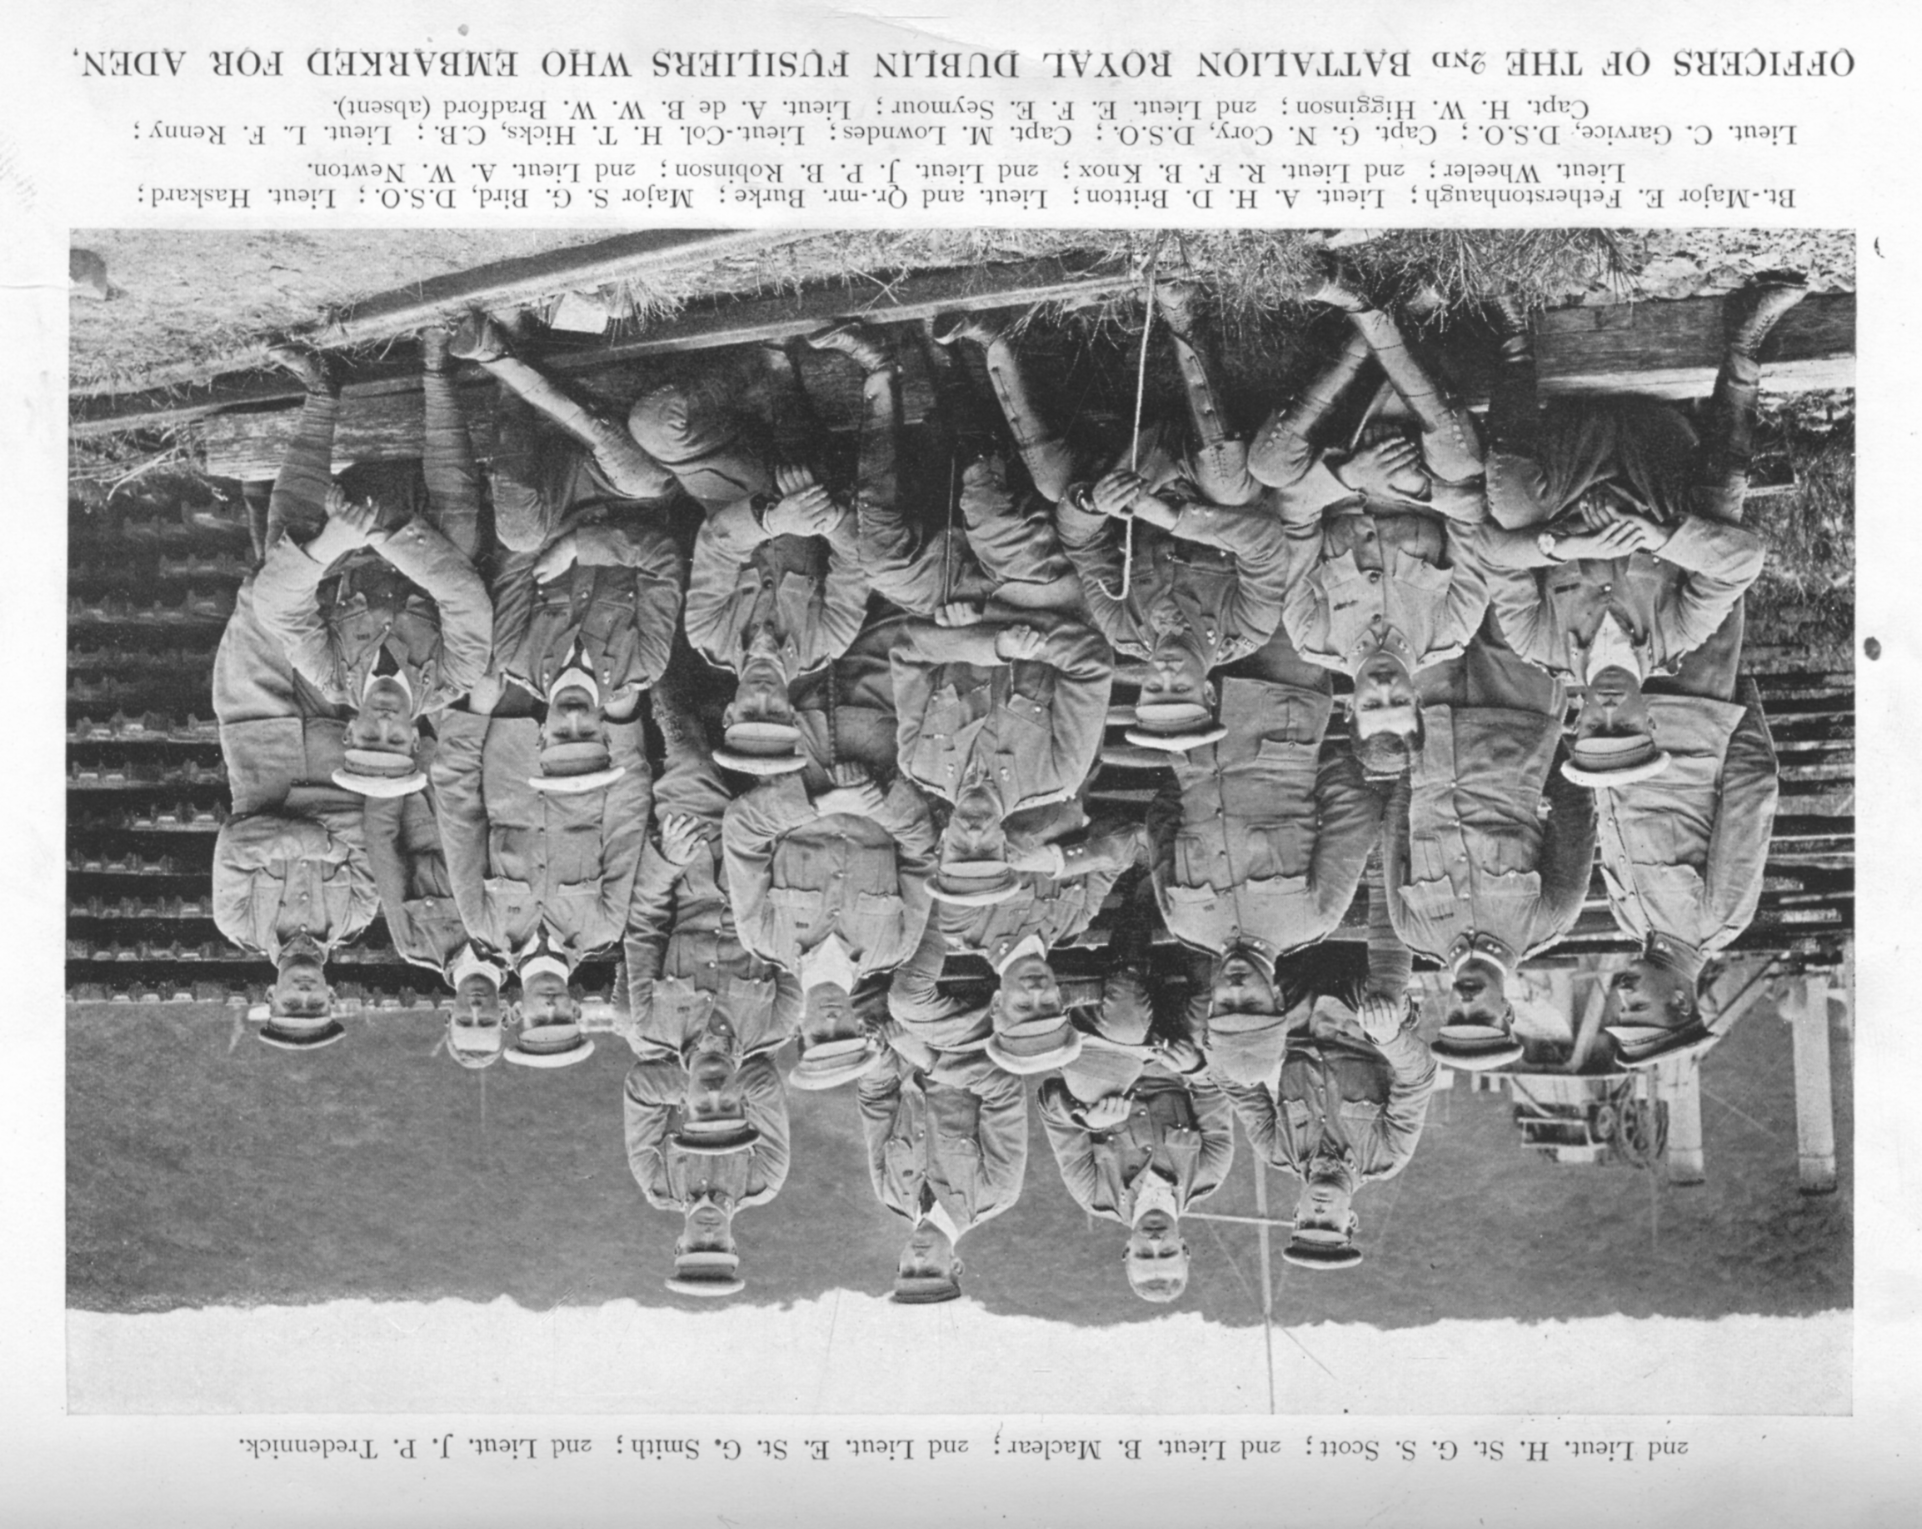 2nd Lieut. H. St. G. S. Scott; 2nd Lieut. B. Maclear; 2nd Lieut. E. St. G. Smith; 2nd Lieut. J. P. Tredennick.
Bt.-Major E. Fetherstonhaugh; Lieut. A. H. D. Britton; Lieut. and Qr.-mr. Burke; Major S. G. Bird, D.S.O.; Lieut. Haskard;
Lieut. Wheeler; 2nd Lieut. R. F. B. Knox; 2nd Lieut. J. P. B. Robinson; 2nd Lieut. A. W. Newton.
Lieut. C. Garvice, D.S.O.; Capt. G. N. Cory, D.S.O.; Capt. M. Lowndes; Lieut.-Col. H. T. Hicks, C.B.; Lieut. L. F. Renny;
Capt. H. W. Higginson; 2nd Lieut. E. F. E. Seymour; Lieut. A. de B. W. W. Bradford (absent).
OFFICERS OF THE 2ND BATTALION ROYAL DUBLIN FUSILIERS WHO EMBARKED FOR ADEN,